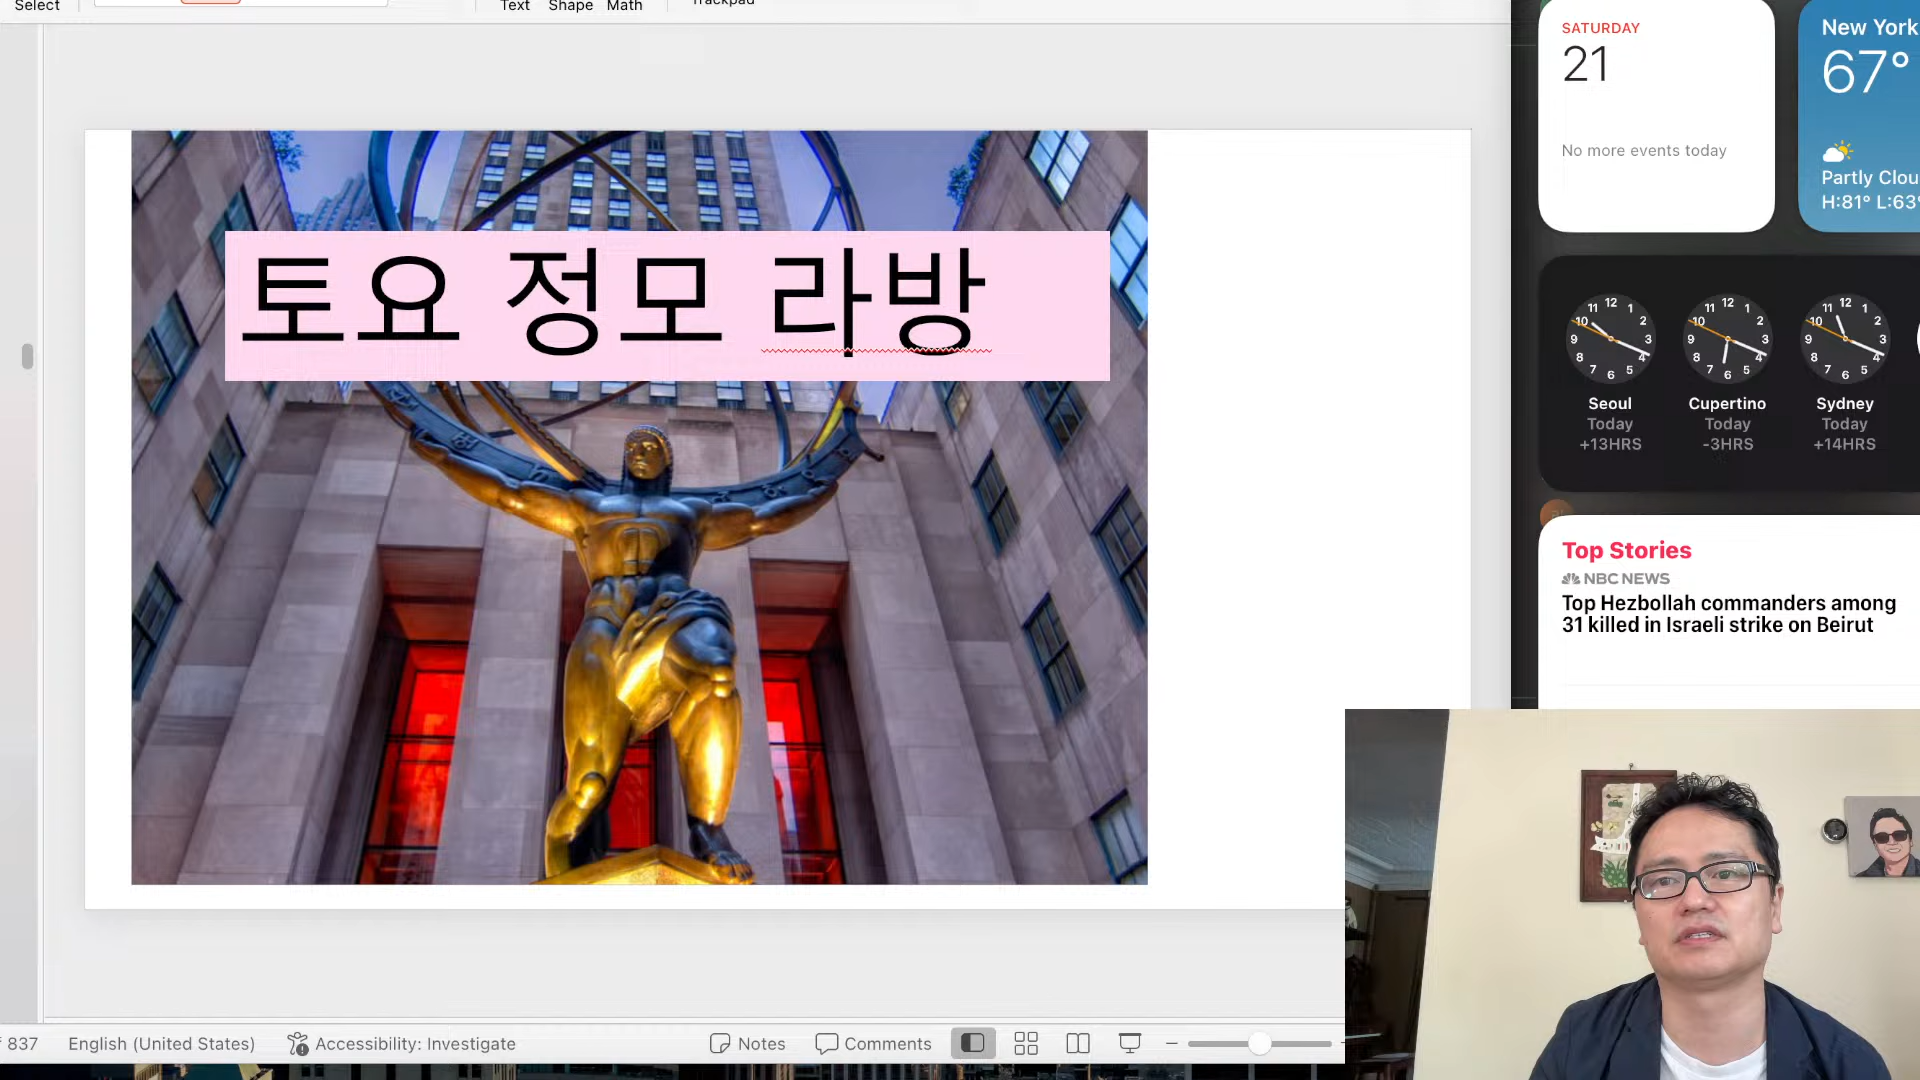 Select
Text Shape Math
Trackpad
토요 정모 라방
SATURDAY
21
No more events today
New York
67°
Partly Clou
H:81° L:63°
Seoul
Today
+13HRS
Cupertino
Today
-3HRS
Sydney
Today
+14HRS
Top Stories
NBC NEWS
Top Hezbollah commanders among
31 killed in Israeli strike on Beirut
837 English (United States) Accessibility: Investigate Notes Comments